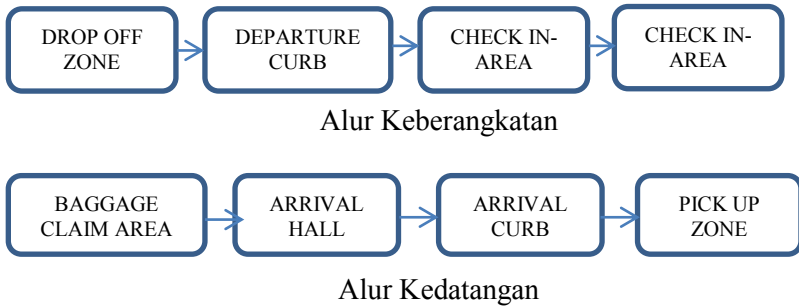 DROP OFF
ZONE
DEPARTURE
CURB
CHECK IN-
AREA
CHECK IN-
AREA
Alur Keberangkatan
BAGGAGE
CLAIM AREA
ARRIVAL
HALL
ARRIVAL
CURB
PICK UP
ZONE
Alur Kedatangan